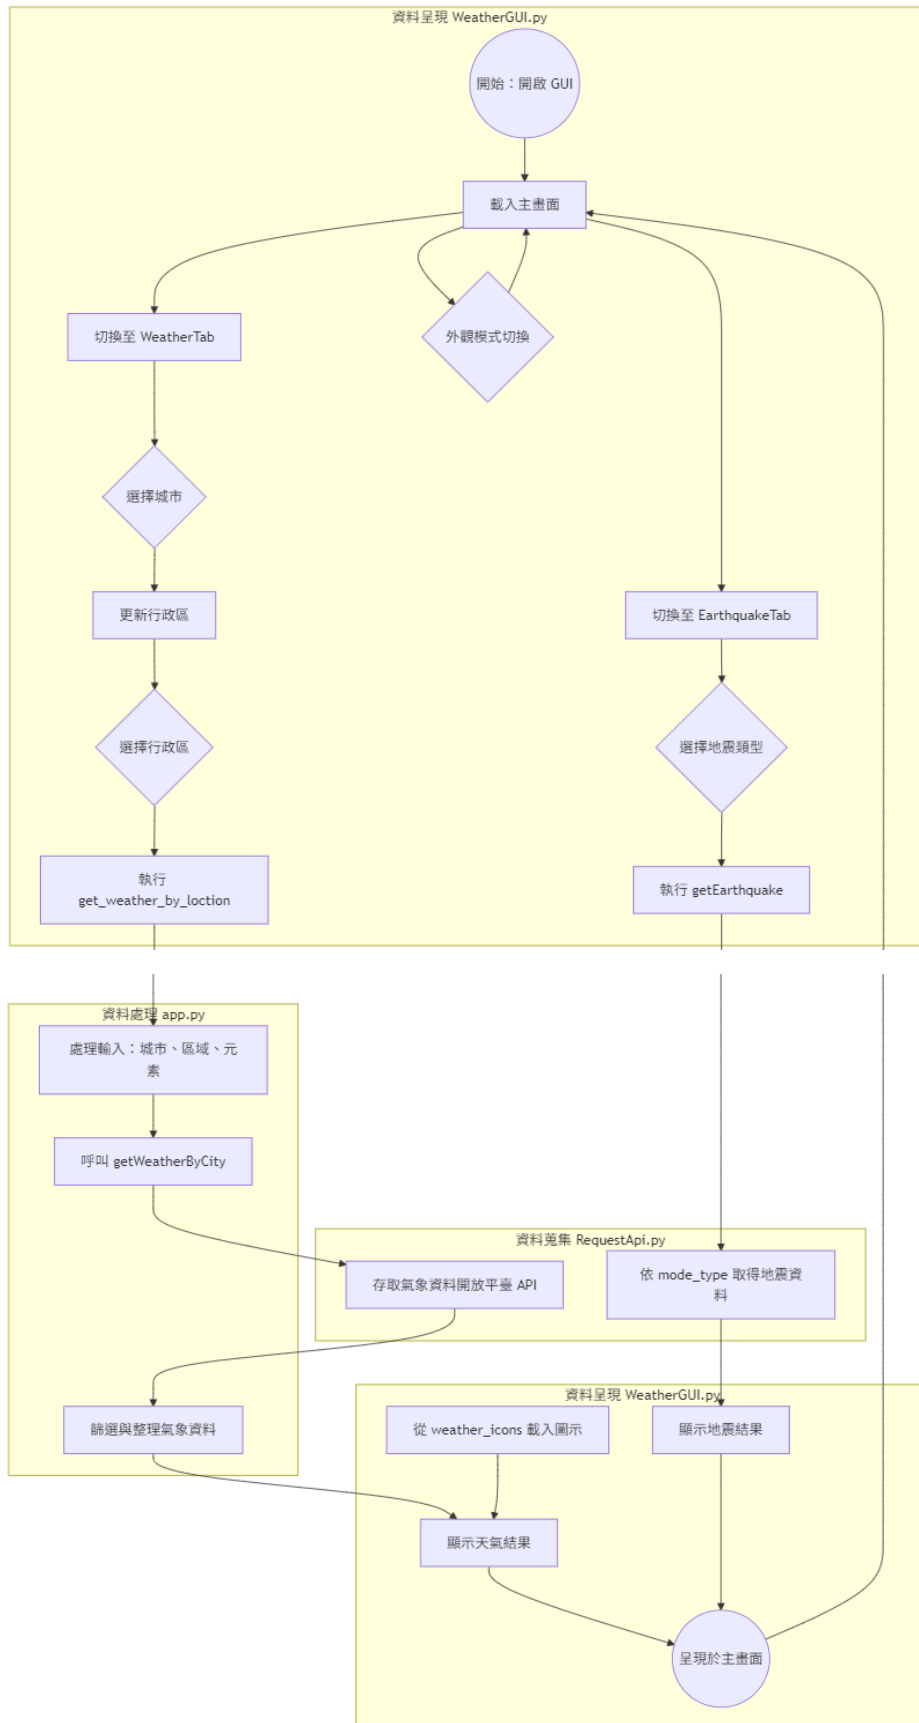 資料呈現 WeatherGUI.py
開始：開啟 GUI
載入主畫面
外觀模式切換
切換至 WeatherTab
選擇城市
更新行政區
選擇行政區
執行
get_weather_by_loction
切換至 EarthquakeTab
選擇地震類型
執行 getEarthquake
資料處理 app.py
處理輸入：城市、區域、元
素
呼叫 getWeatherByCity
資料蒐集 RequestApi.py
存取氣象資料開放平臺 API
依 mode_type 取得地震資
料
篩選與整理氣象資料
資料呈現 WeatherGUI.py
從 weather_icons 載入圖示
顯示地震結果
顯示天氣結果
呈現於主畫面